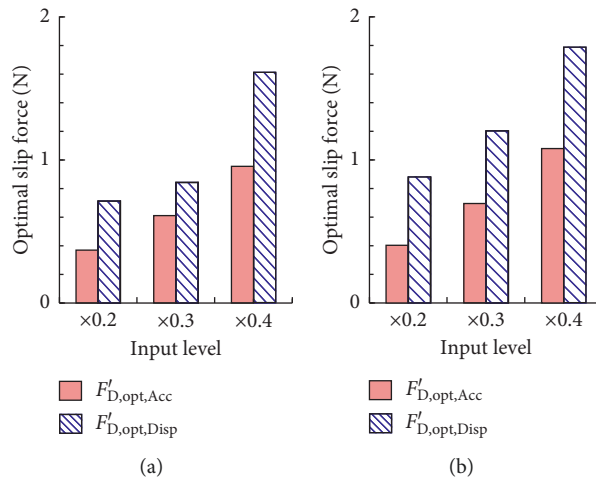 Optimal slip force (N)
2
1
0
×0.2
×0.3
×0.4
Input level
F′D,opt,Acc
F′D,opt,Disp
(a)
Optimal slip force (N)
2
1
0
×0.2
×0.3
×0.4
Input level
F′D,opt,Acc
F′D,opt,Disp
(b)